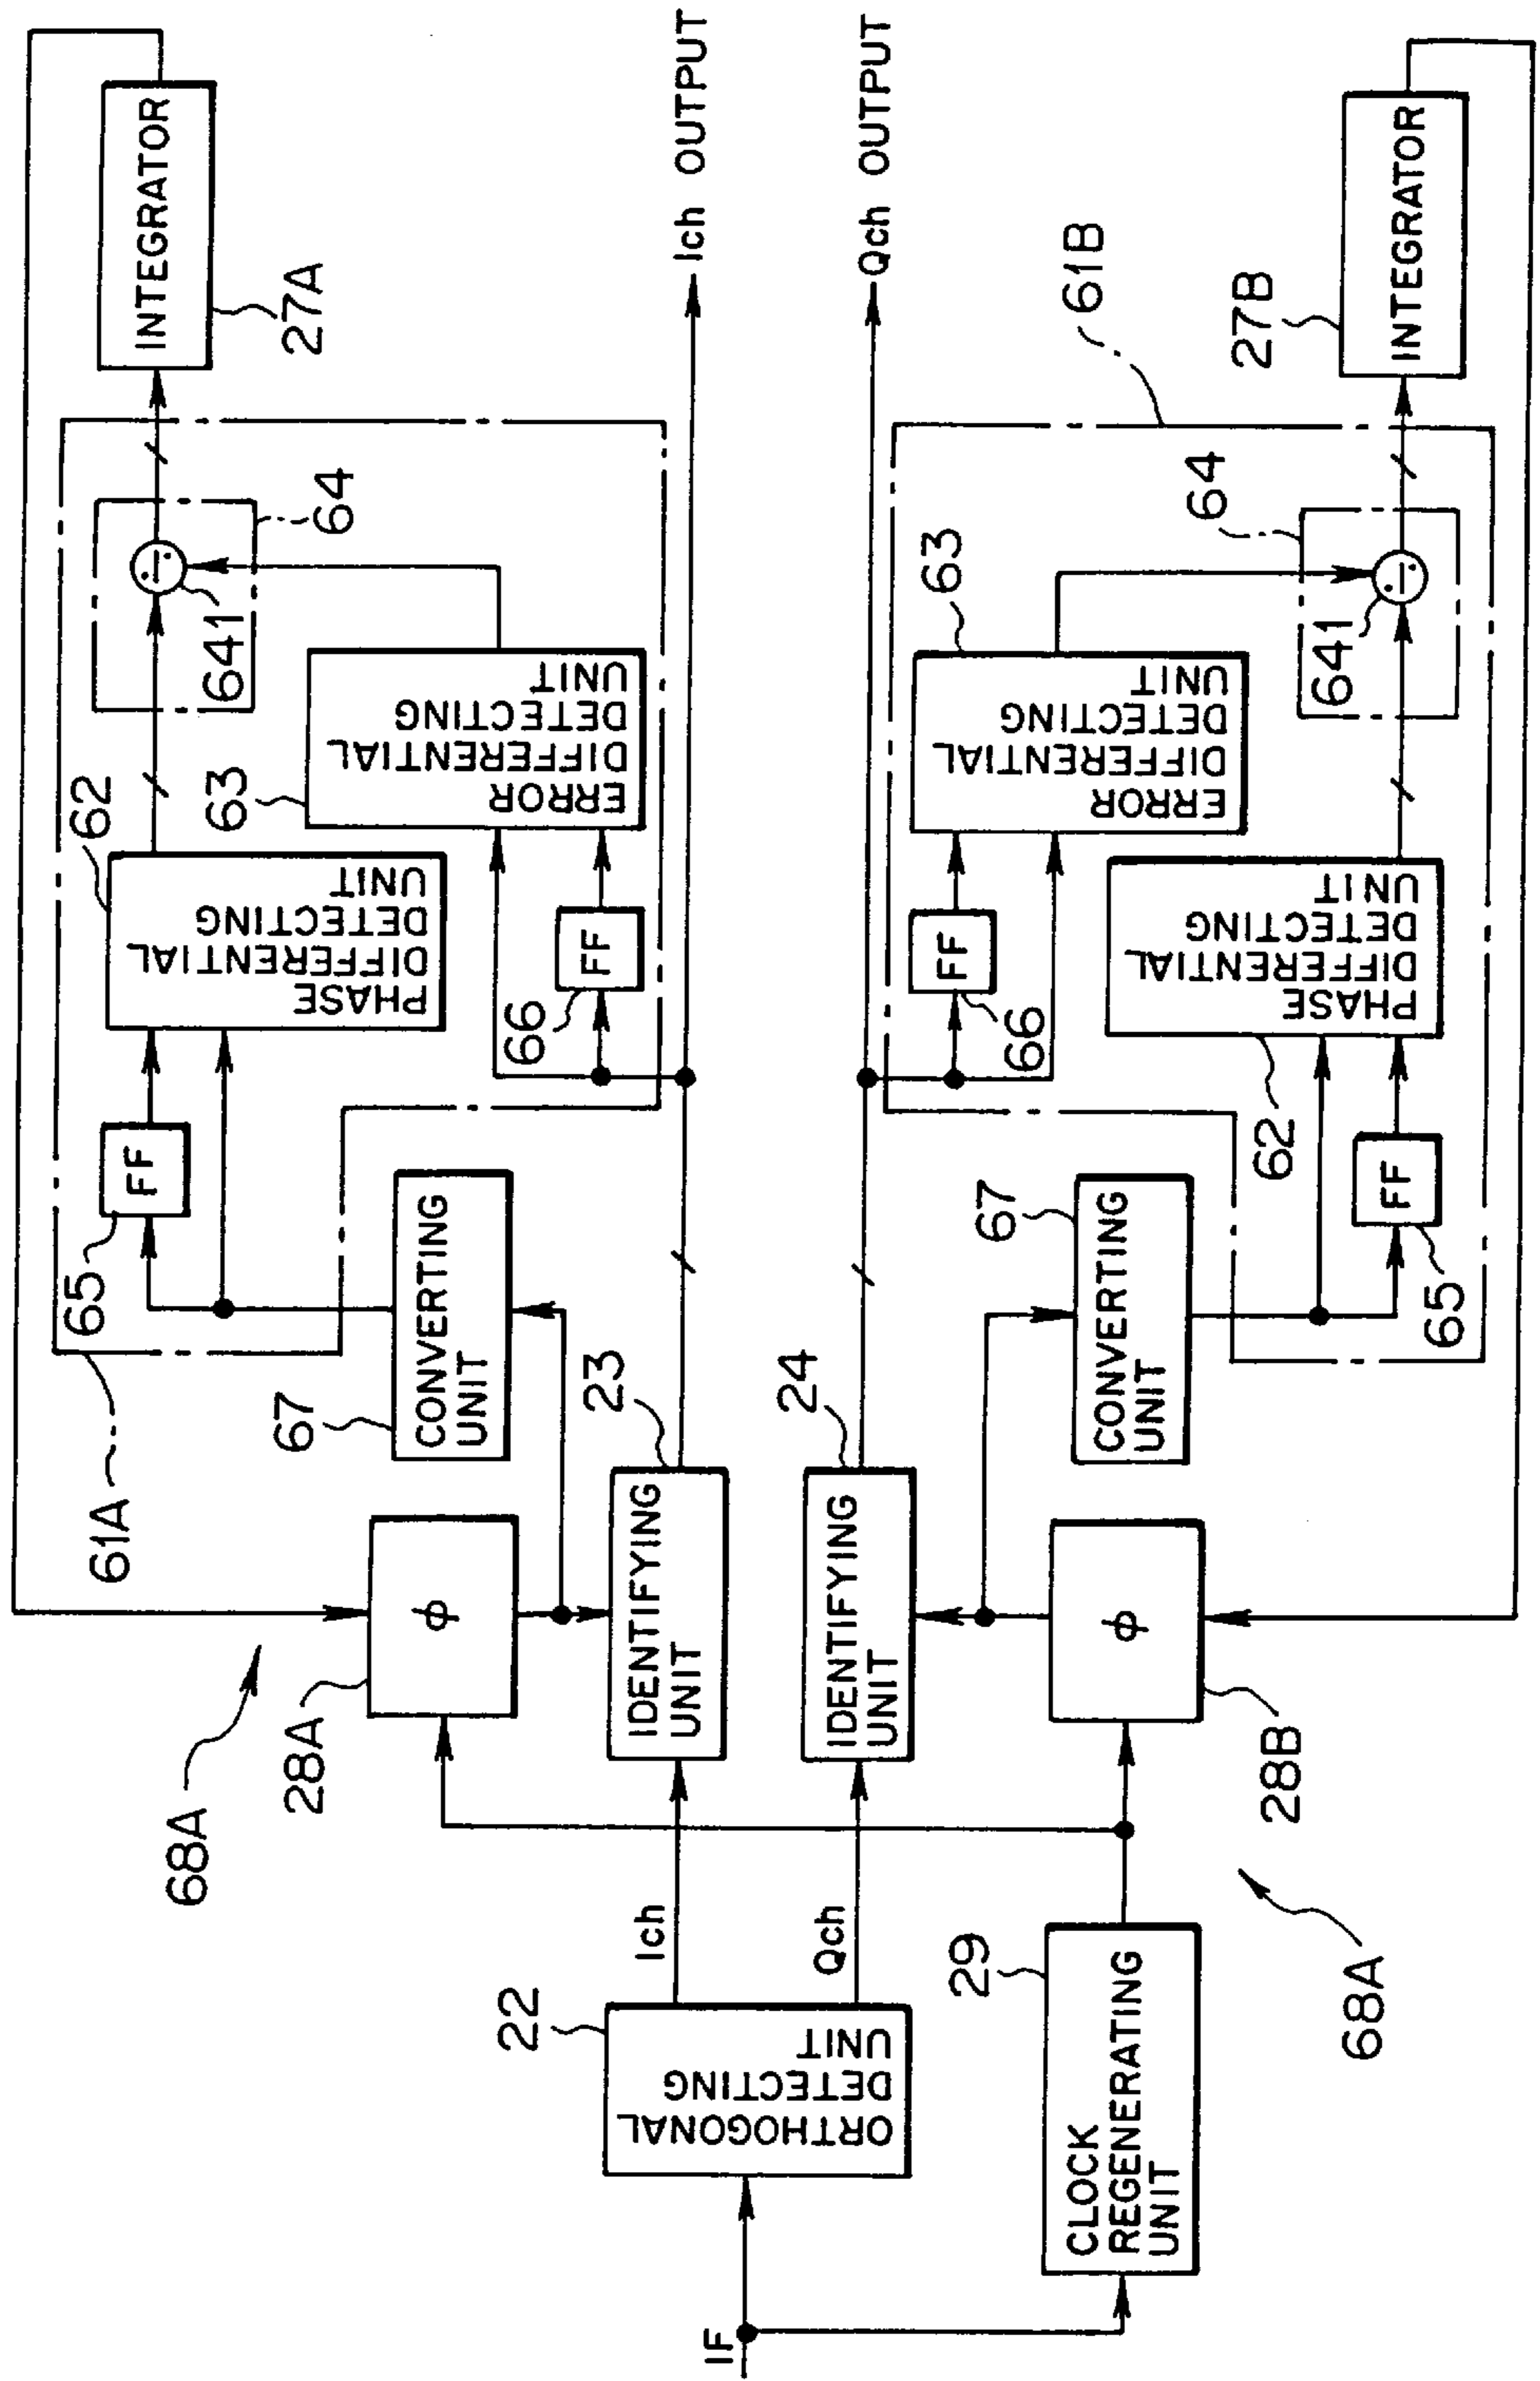 IF
ORTHOGONAL
DETECTING
UNIT
22
CLOCK
REGENERATING
UNIT
29
Ich
Qch
68A
68A
28A
ϕ
28B
ϕ
IDENTIFYING
UNIT
23
IDENTIFYING
UNIT
24
61A
67
CONVERTING
UNIT
67
CONVERTING
UNIT
65
FF
65
FF
62
PHASE
DIFFERENTIAL
DETECTING
UNIT
62
PHASE
DIFFERENTIAL
DETECTING
UNIT
66
FF
66
FF
63
ERROR
DIFFERENTIAL
DETECTING
UNIT
63
ERROR
DIFFERENTIAL
DETECTING
UNIT
÷
641
64
÷
641
64
61B
INTEGRATOR
27A
INTEGRATOR
27B
Ich OUTPUT
Qch OUTPUT